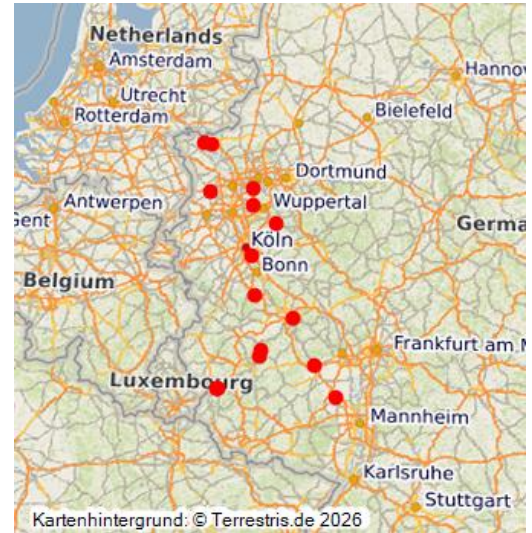 Netherlands
Amsterdam
Hannov
Utrecht
Bielefeld
Rotterdam
Dortmund
Antwerpen
Wuppertal
Gent
Germa
Köln
Belgium
Bonn
Frankfurt am M
Luxembourg
Mannheim
Karlsruhe
Stuttgart
Kartenhintergrund: © Terrestris.de 2026